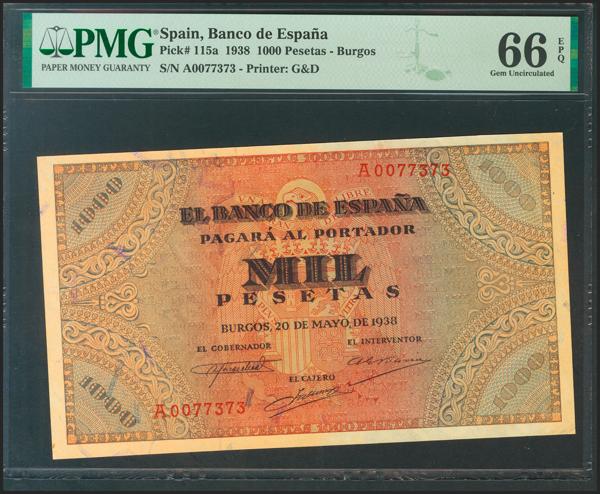 PMG
PAPER MONEY GUARANTY
Spain, Banco de España
Pick# 115a 1938 1000 Pesetas - Burgos
S/N A0077373 - Printer: G&D
66 EPQ
Gem Uncirculated
A0077373
1000
EL BANCO DE ESPAÑA
PAGARÁ AL PORTADOR
MIL
PESETAS
BURGOS, 20 DE MAYO, DE 1938
EL GOBERNADOR
EL INTERVENTOR
EL CAJERO
A0077373
1000